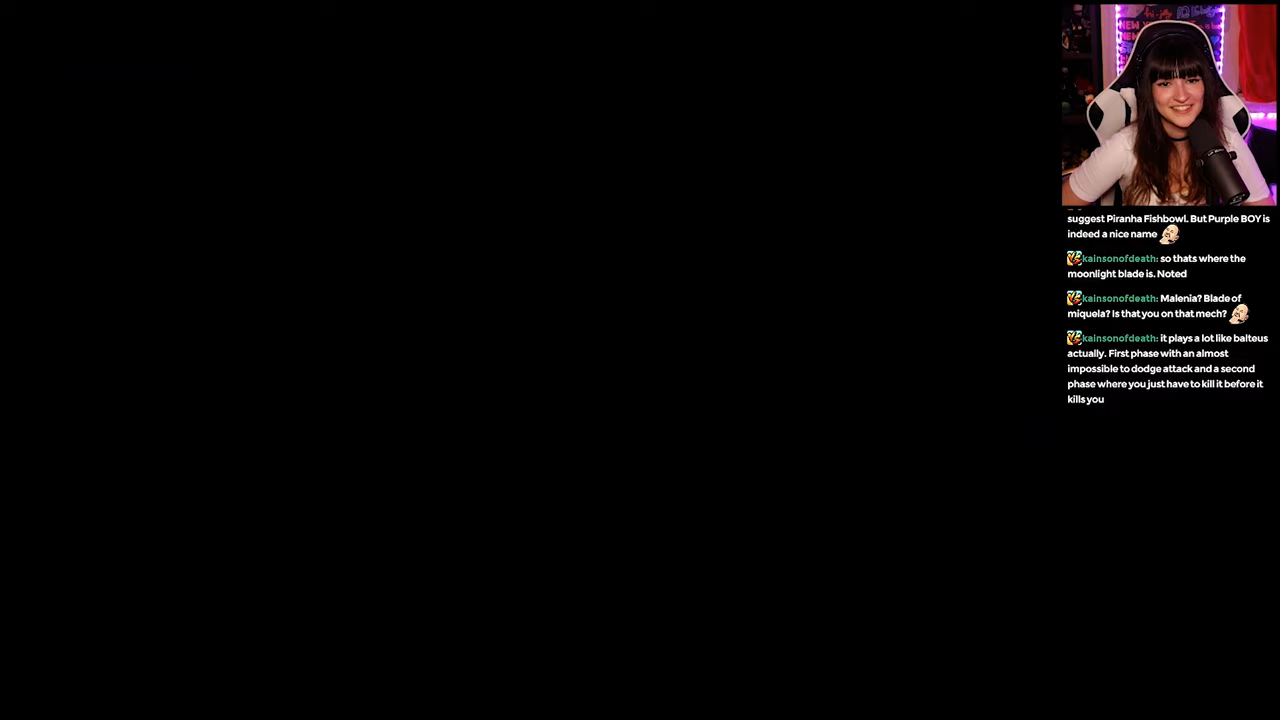 suggest Piranha Fishbowl. But Purple BOY is
indeed a nice name
kainsonofdeath: so thats where the
moonlight blade is. Noted
kainsonofdeath: Malenia? Blade of
miquela? Is that you on that mech?
kainsonofdeath: it plays a lot like balteus
actually. First phase with an almost
impossible to dodge attack and a second
phase where you just have to kill it before it
kills you